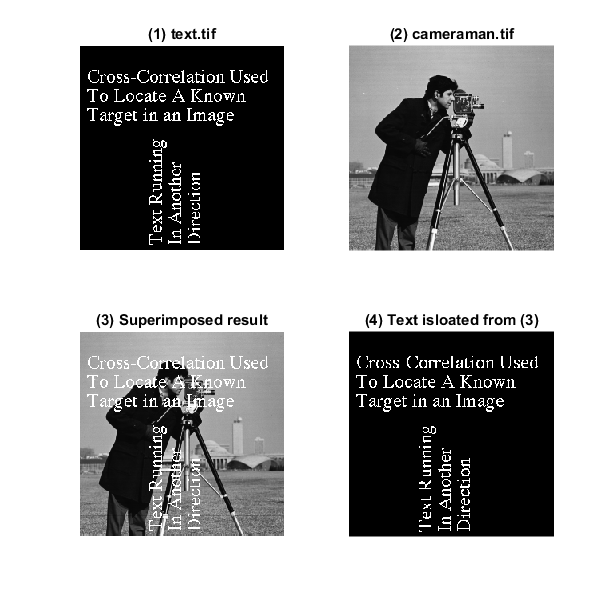 (1) text.tif
Cross-Correlation Used
To Locate A Known
Target in an Image
Text Running
In Another
Direction
(2) cameraman.tif
(3) Superimposed result
Cross-Correlation Used
To Locate A Known
Target in an Image
Text Running
In Another
Direction
(4) Text isloated from (3)
Cross Correlation Used
To Locate A Known
Target in an Image
Text Running
In Another
Direction